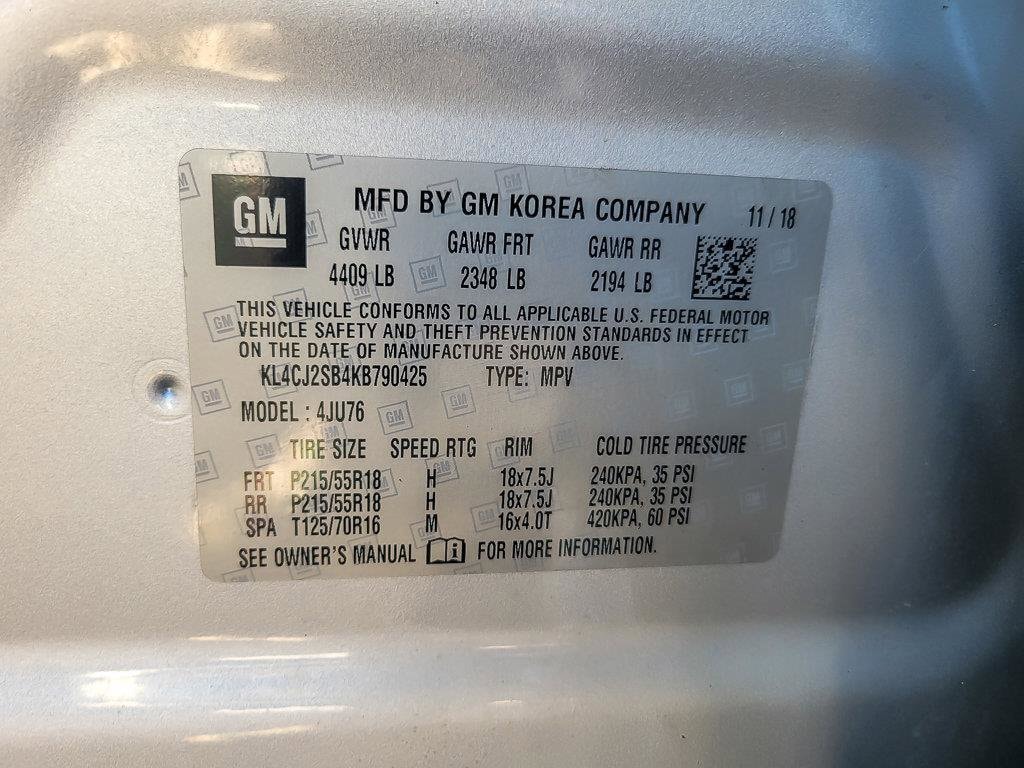 GM
MFD BY GM KOREA COMPANY 11 / 18
GVWR GAWR FRT GAWR RR
4409 LB 2348 LB 2194 LB
THIS VEHICLE CONFORMS TO ALL APPLICABLE U.S. FEDERAL MOTOR
VEHICLE SAFETY AND THEFT PREVENTION STANDARDS IN EFFECT
ON THE DATE OF MANUFACTURE SHOWN ABOVE.
KL4CJ2SB4KB790425 TYPE: MPV
MODEL : 4JU76
TIRE SIZE SPEED RTG RIM COLD TIRE PRESSURE
FRT P215/55R18 H 18x7.5J 240KPA, 35 PSI
RR P215/55R18 H 18x7.5J 240KPA, 35 PSI
SPA T125/70R16 M 16x4.0T 420KPA, 60 PSI
SEE OWNER'S MANUAL i FOR MORE INFORMATION.